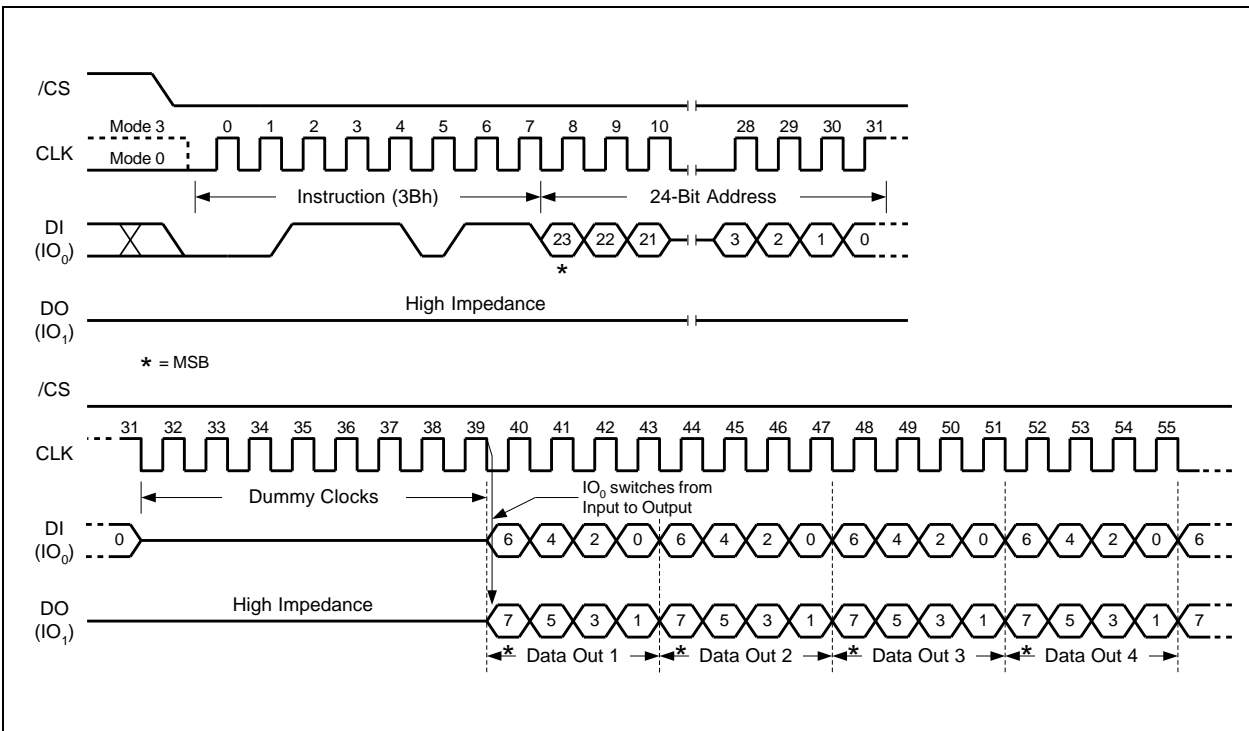 /CS
Mode 3 0 1 2 3 4 5 6 7 8 9 10 28 29 30 31
CLK
Mode 0
Instruction (3Bh) 24-Bit Address
DI
(IO0)
23 22 21 3 2 1 0
*
High Impedance
DO
(IO1)
* = MSB
/CS
31 32 33 34 35 36 37 38 39 40 41 42 43 44 45 46 47 48 49 50 51 52 53 54 55
CLK
Dummy Clocks
IO0 switches from
Input to Output
DI
(IO0)
0 6 4 2 0 6 4 2 0 6 4 2 0 6 4 2 0 6
High Impedance
DO
(IO1)
7 5 3 1 7 5 3 1 7 5 3 1 7 5 3 1 7
* Data Out 1 * Data Out 2 * Data Out 3 * Data Out 4